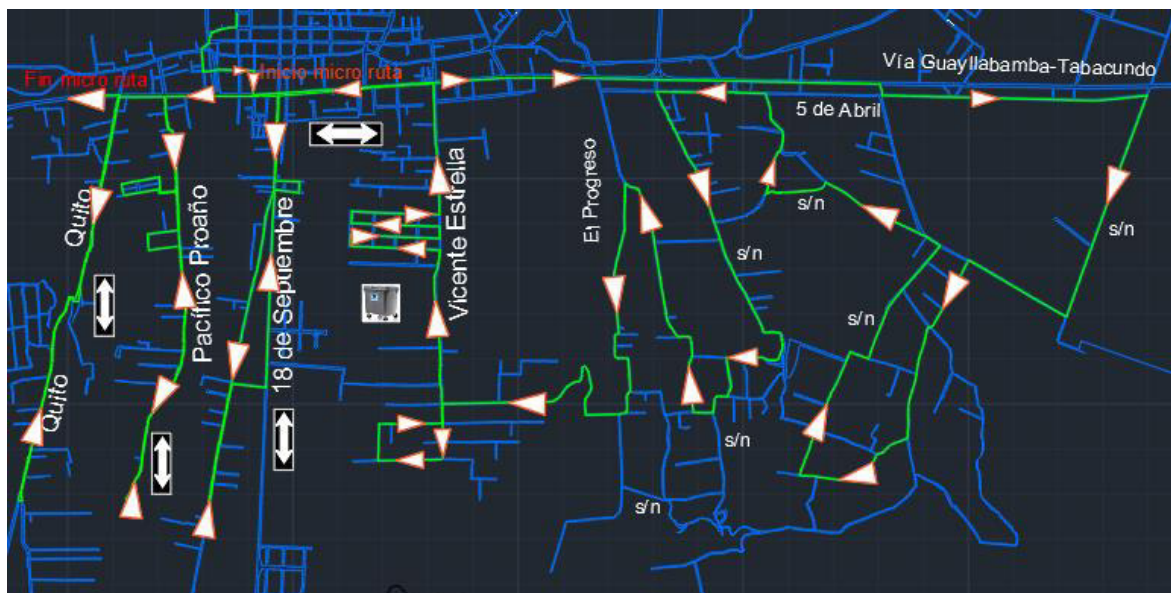 Fin micro ruta
Inicio micro ruta
Vía Guayllabamba-Tabacundo
5 de Abril
Quito
Pacífico Proaño
18 de Sepuembre
Vicente Estrella
El Progreso
s/n
s/n
s/n
s/n
Quito
s/n
s/n